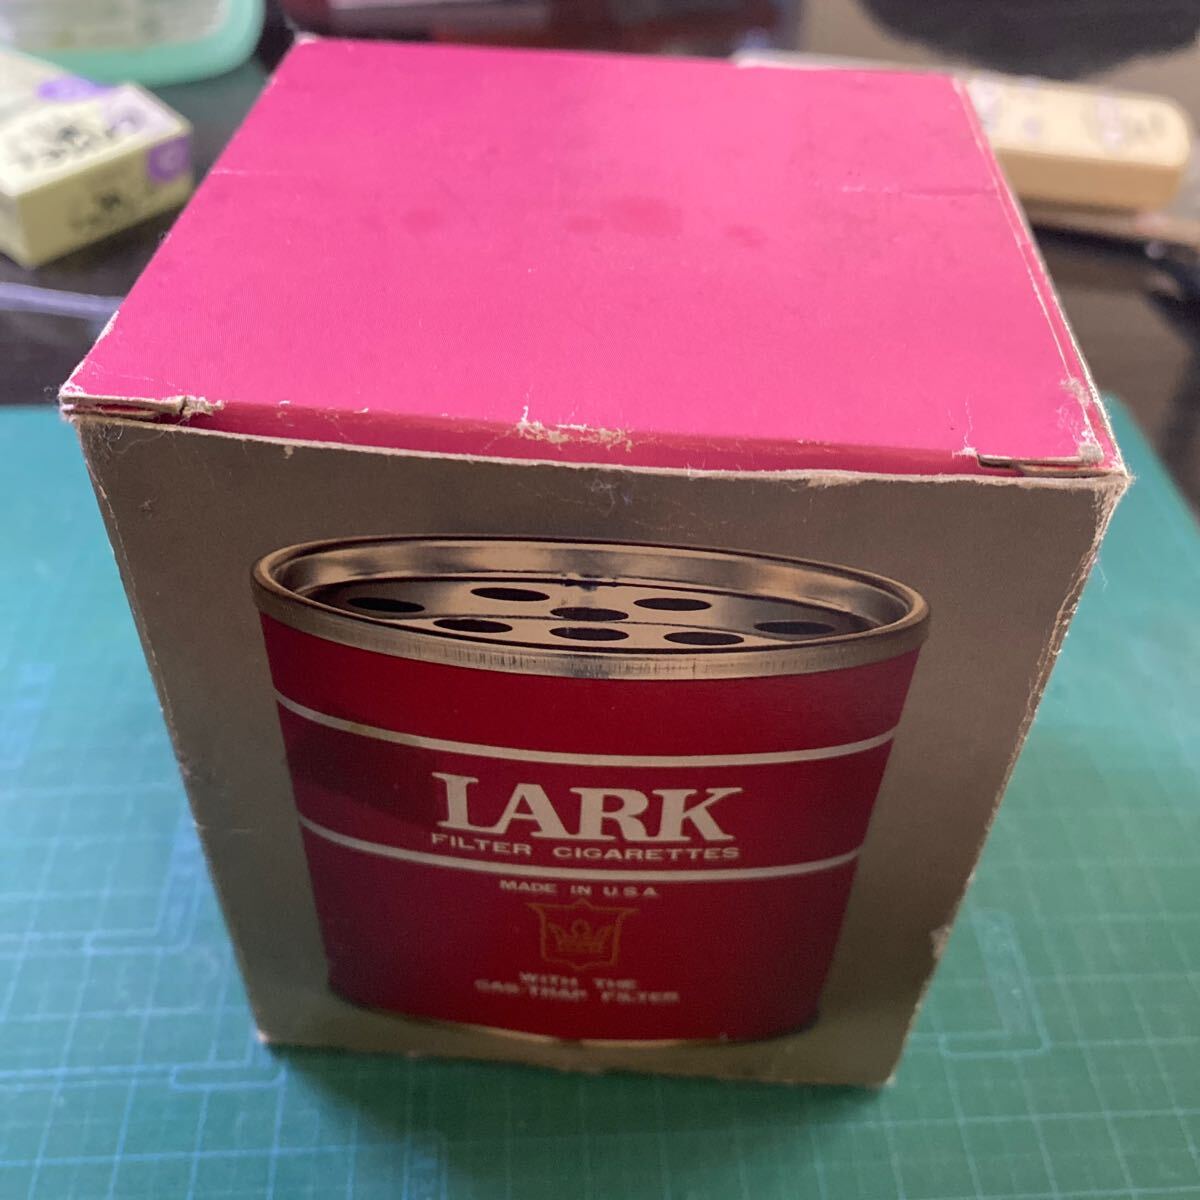 LARK
FILTER CIGARETTES
MADE IN U.S.A.
WITH THE
GAS-TRAP FILTER